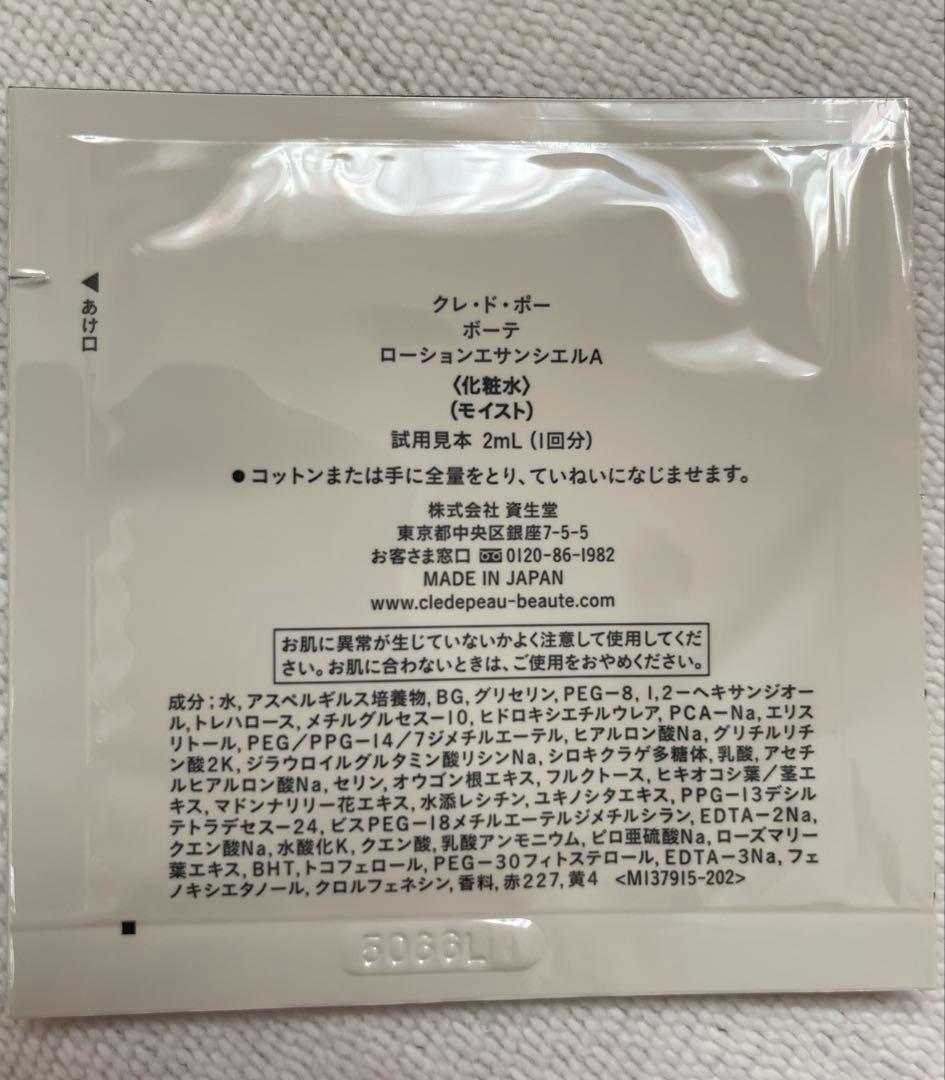 ◀あけ口
クレ・ド・ポー
ボーテ
ローションエサンシエルA
〈化粧水〉
(モイスト)
試用見本 2mL (1回分)
●コットンまたは手に全量をとり、ていねいになじませます。
株式会社 資生堂
東京都中央区銀座7-5-5
お客さま窓口 0120-86-1982
MADE IN JAPAN
www.cledepeau-beaute.com
お肌に異常が生じていないかよく注意して使用してくだ
さい。お肌に合わないときは、ご使用をおやめください。
成分；水, アスペルギルス培養物, BG, グリセリン, PEG-8, 1,2-ヘキサンジオー
ル, トレハロース, メチルグルセス-10, ヒドロキシエチルウレア, PCA-Na, エリス
リトール, PEG/PPG-14/7ジメチルエーテル, ヒアルロン酸Na, グリチルリチ
ン酸2K, ジラウロイルグルタミン酸リシンNa, シロキクラゲ多糖体, 乳酸, アセチ
ルヒアルロン酸Na, セリン, オウゴン根エキス, フルクトース, ヒキオコシ葉/茎エ
キス, マドンナリリー花エキス, 水添レシチン, ユキノシタエキス, PPG-13デシル
テトラデセス-24, ビスPEG-18メチルエーテルジメチルシラン, EDTA-2Na,
クエン酸Na, 水酸化K, クエン酸, 乳酸アンモニウム, ピロ亜硫酸Na, ローズマリー
葉エキス, BHT, トコフェロール, PEG-30フィトステロール, EDTA-3Na, フェ
ノキシエタノール, クロルフェネシン, 香料, 赤227, 黄4 <M137915-202>